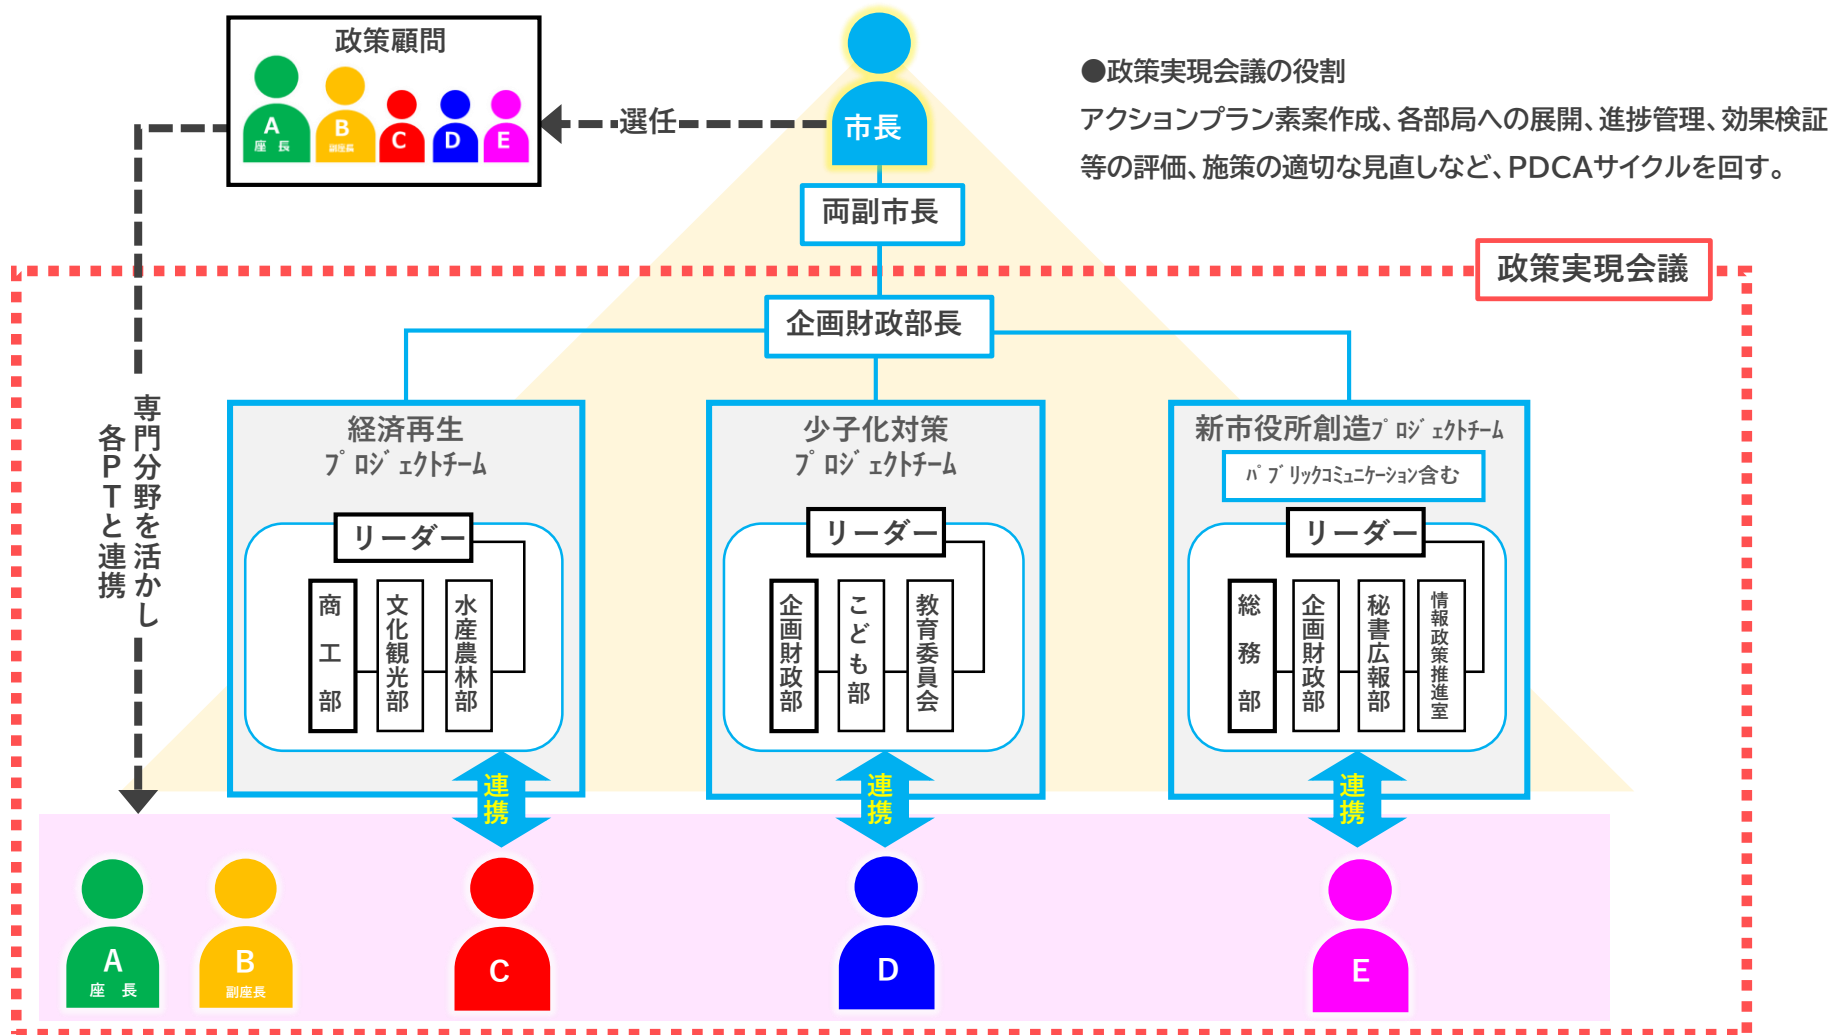 政策顧問
A
座 長
B
副座長
C
D
E
選任
市長
●政策実現会議の役割
アクションプラン素案作成、各部局への展開、進捗管理、効果検証
等の評価、施策の適切な見直しなど、PDCAサイクルを回す。
両副市長
政策実現会議
企画財政部長
専門分野を活かし
各PTと連携
経済再生
プロジェクトチーム
リーダー
商工部
文化観光部
水産農林部
連携
少子化対策
プロジェクトチーム
リーダー
企画財政部
こども部
教育委員会
連携
新市役所創造プロジェクトチーム
パブリックコミュニケーション含む
リーダー
総務部
企画財政部
秘書広報部
情報政策推進室
連携
A
座 長
B
副座長
C
D
E